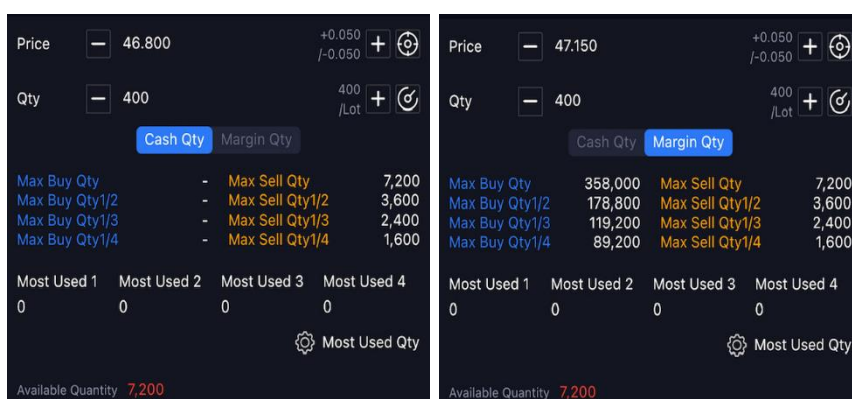 Price 46.800 +0.050 /-0.050
Qty 400 400 /Lot
Cash Qty Margin Qty
Max Buy Qty - Max Sell Qty 7,200
Max Buy Qty1/2 - Max Sell Qty1/2 3,600
Max Buy Qty1/3 - Max Sell Qty1/3 2,400
Max Buy Qty1/4 - Max Sell Qty1/4 1,600
Most Used 1 Most Used 2 Most Used 3 Most Used 4
0 0 0 0
Most Used Qty
Available Quantity 7,200
Price 47.150 +0.050 /-0.050
Qty 400 400 /Lot
Cash Qty Margin Qty
Max Buy Qty 358,000 Max Sell Qty 7,200
Max Buy Qty1/2 178,800 Max Sell Qty1/2 3,600
Max Buy Qty1/3 119,200 Max Sell Qty1/3 2,400
Max Buy Qty1/4 89,200 Max Sell Qty1/4 1,600
Most Used 1 Most Used 2 Most Used 3 Most Used 4
0 0 0 0
Most Used Qty
Available Quantity 7,200